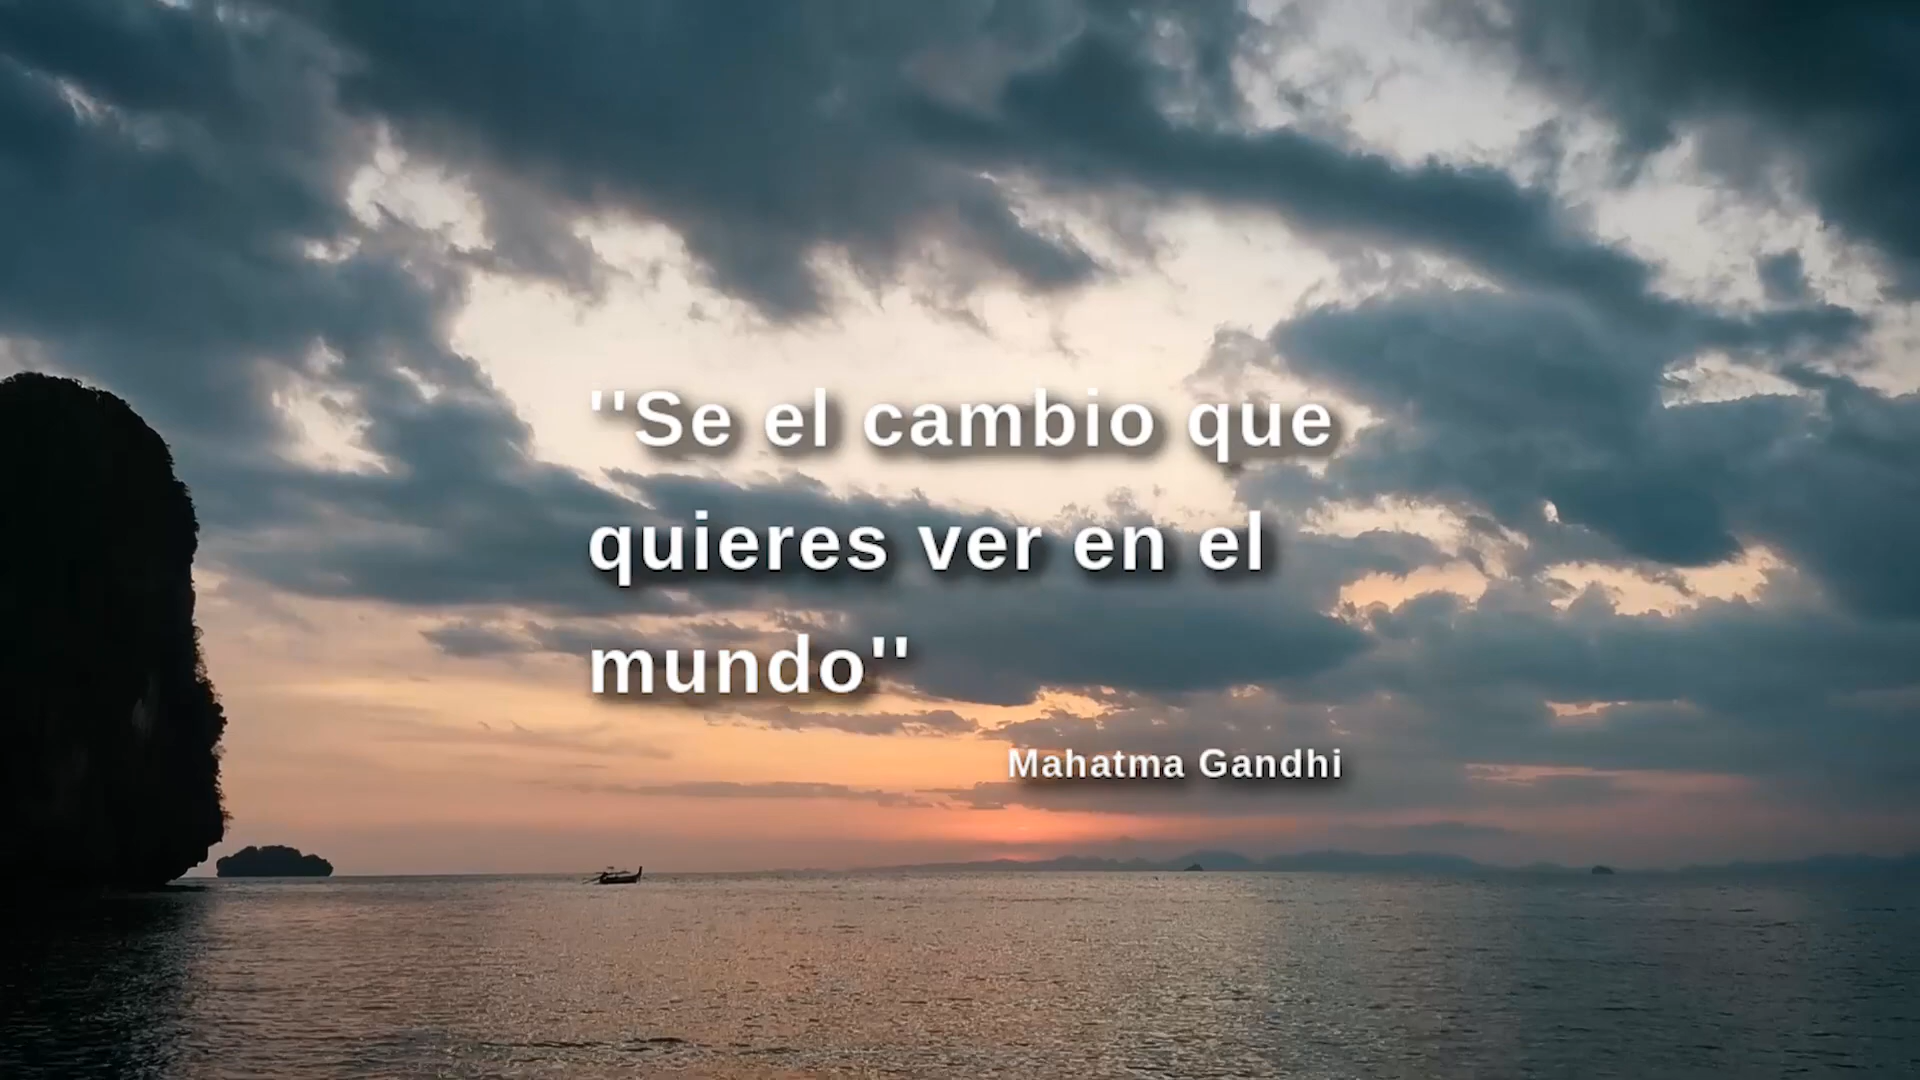 ''Se el cambio que
quieres ver en el
mundo''
Mahatma Gandhi